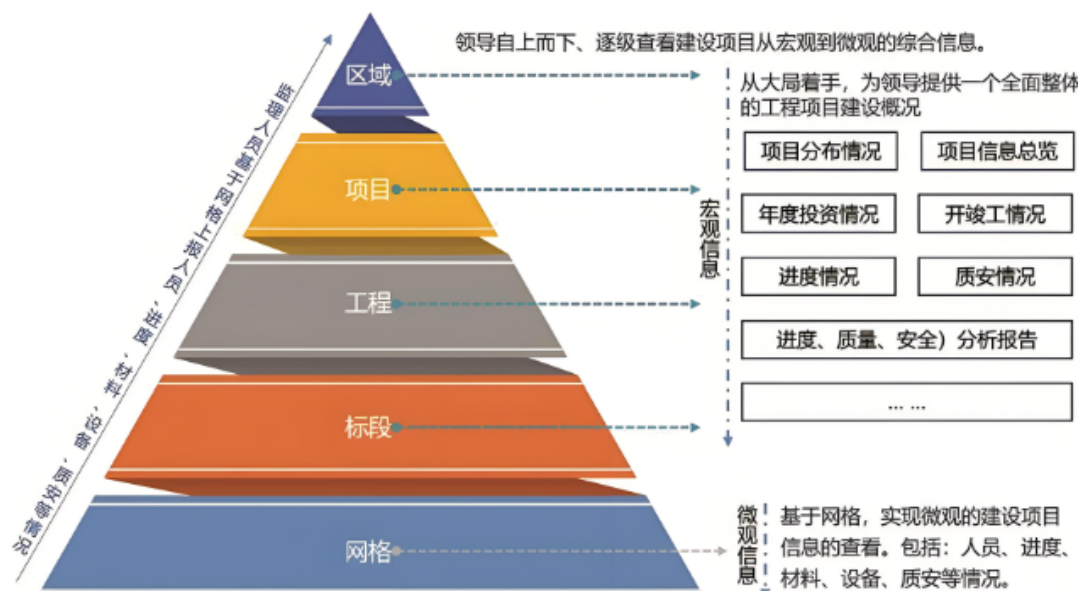 领导自上而下、逐级查看建设项目从宏观到微观的综合信息。
监理人员基于网格上报人员、进度、材料、设备、质安等情况
区域
项目
工程
标段
网格
宏观信息
从大局着手，为领导提供一个全面整体
的工程项目建设概况
项目分布情况
项目信息总览
年度投资情况
开竣工情况
进度情况
质安情况
进度、质量、安全）分析报告
... ...
微观信息
基于网格，实现微观的建设项目
信息的查看。包括：人员、进度、
材料、设备、质安等情况。